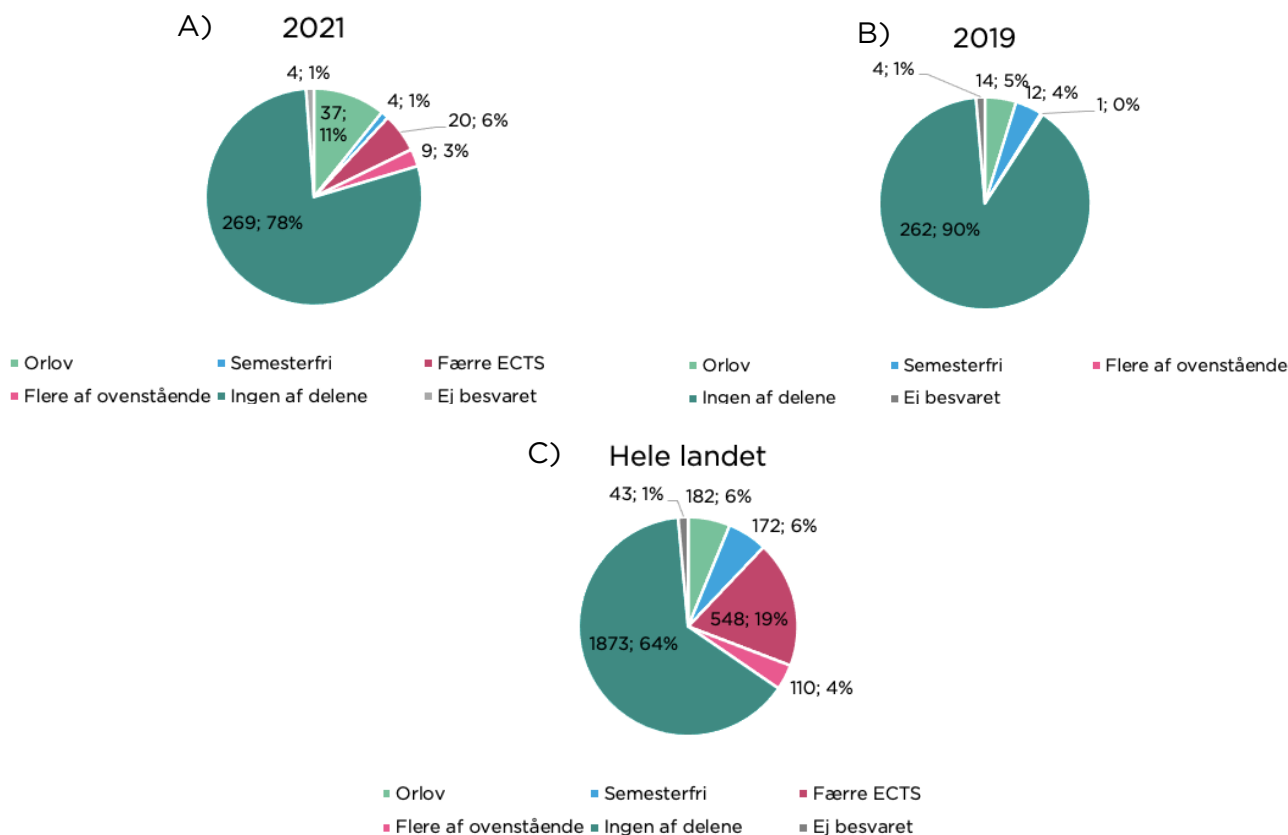 A) 2021
4; 1%
37;
11%
4; 1%
20; 6%
9; 3%
269; 78%
Orlov Semesterfri Færre ECTS
Flere af ovenstående Ingen af delene Ej besvaret
B) 2019
4; 1%
14; 5%
12; 4%
1; 0%
262; 90%
Orlov Semesterfri Flere af ovenstående
Ingen af delene Ej besvaret
C) Hele landet
43; 1%
182; 6%
172; 6%
548; 19%
1873; 64%
110; 4%
Orlov Semesterfri Færre ECTS
Flere af ovenstående Ingen af delene Ej besvaret